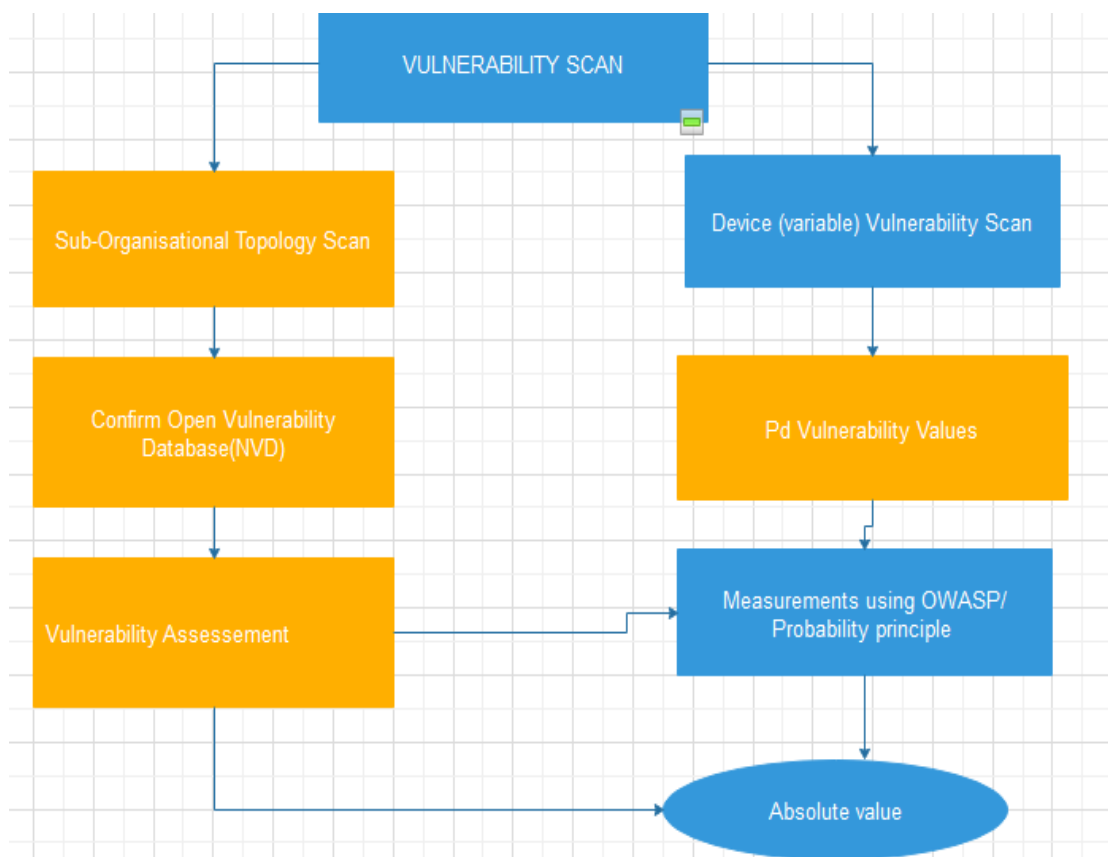 VULNERABILITY SCAN
Sub-Organisational Topology Scan
Device (variable) Vulnerability Scan
Confirm Open Vulnerability
Database(NVD)
Pd Vulnerability Values
Vulnerability Assessement
Measurements using OWASP/
Probability principle
Absolute value